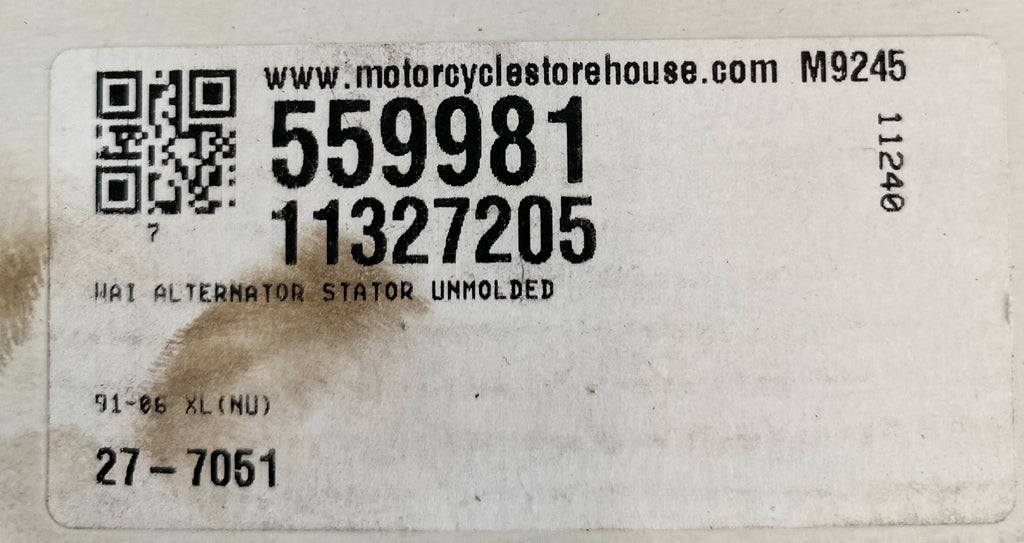 www.motorcyclestorehouse.com M9245
559981
11240
11327205
7
WAI ALTERNATOR STATOR UNMOLDED
91-06 XL(NU)
27-7051